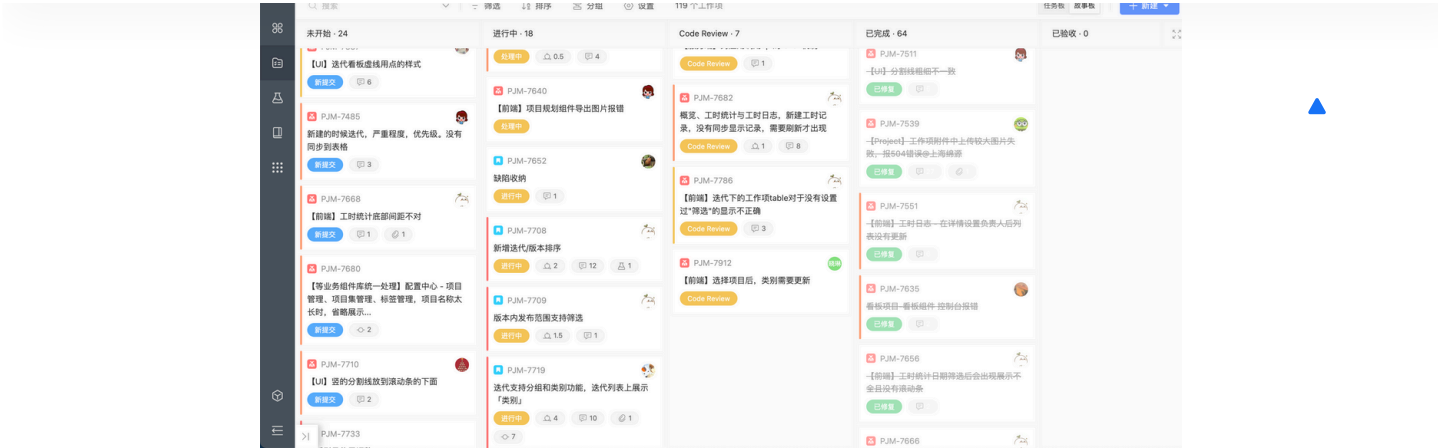 搜索
筛选
排序
分组
设置
119 个工作项
任务板
故事板
新建
未开始 · 24
【UI】迭代看板虚线用点的样式
新提交
6
PJM-7485
新建的时候迭代，严重程度，优先级。没有
同步到表格
新提交
3
PJM-7668
【前端】工时统计底部间距不对
新提交
1
1
PJM-7680
【等业务组件库统一处理】配置中心 - 项目
管理、项目集管理、标签管理，项目名称太
长时，省略展示...
新提交
2
PJM-7710
【UI】竖的分割线放到滚动条的下面
新提交
2
PJM-7733
进行中 · 18
处理中
0.5
4
PJM-7640
【前端】项目规划组件导出图片报错
处理中
PJM-7652
缺陷收纳
进行中
1
PJM-7708
新增迭代/版本排序
进行中
2
12
1
PJM-7709
版本内发布范围支持筛选
进行中
1.5
1
PJM-7719
迭代支持分组和类别功能，迭代列表上展示
「类别」
进行中
4
10
1
7
Code Review · 7
Code Review
1
PJM-7682
概览、工时统计与工时日志，新建工时记
录，没有同步显示记录，需要刷新才出现
Code Review
1
8
PJM-7786
【前端】迭代下的工作项table对于没有设置
过"筛选"的显示不正确
Code Review
3
PJM-7912
【前端】选择项目后，类别需要更新
Code Review
已完成 · 64
PJM-7511
【UI】分割线粗细不一致
已修复
PJM-7539
【Project】工作项附件中上传较大图片失
败，报504错误@上海绵源
已修复
PJM-7551
【前端】工时日志 - 在详情设置负责人后列
表没有更新
已修复
PJM-7635
看板项目-看板组件 控制台报错
已修复
PJM-7656
【前端】工时统计日期筛选后会出现展示不
全且没有滚动条
已修复
PJM-7666
已验收 · 0